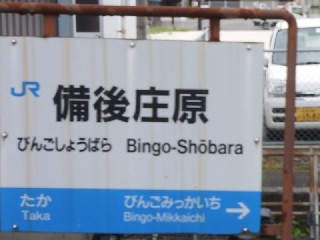 JR 備後庄原
びんごしょうばら Bingo-Shōbara
たか びんごみっかいち
Taka Bingo-Mikkaichi →